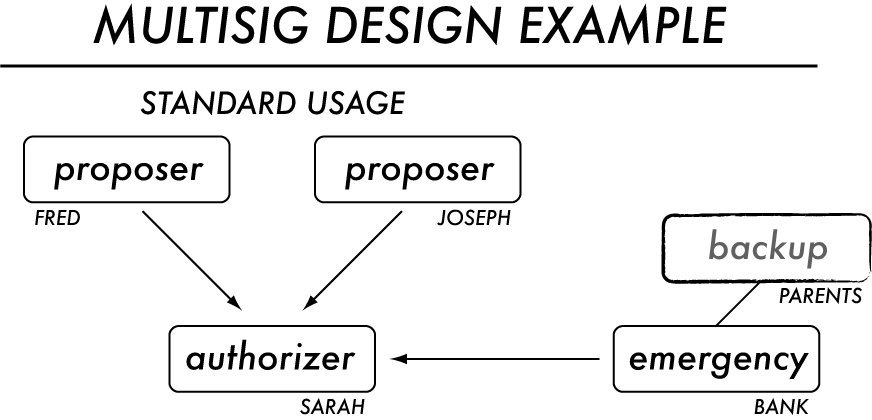 MULTISIG DESIGN EXAMPLE
STANDARD USAGE
proposer
proposer
FRED
JOSEPH
backup
PARENTS
authorizer
emergency
SARAH
BANK